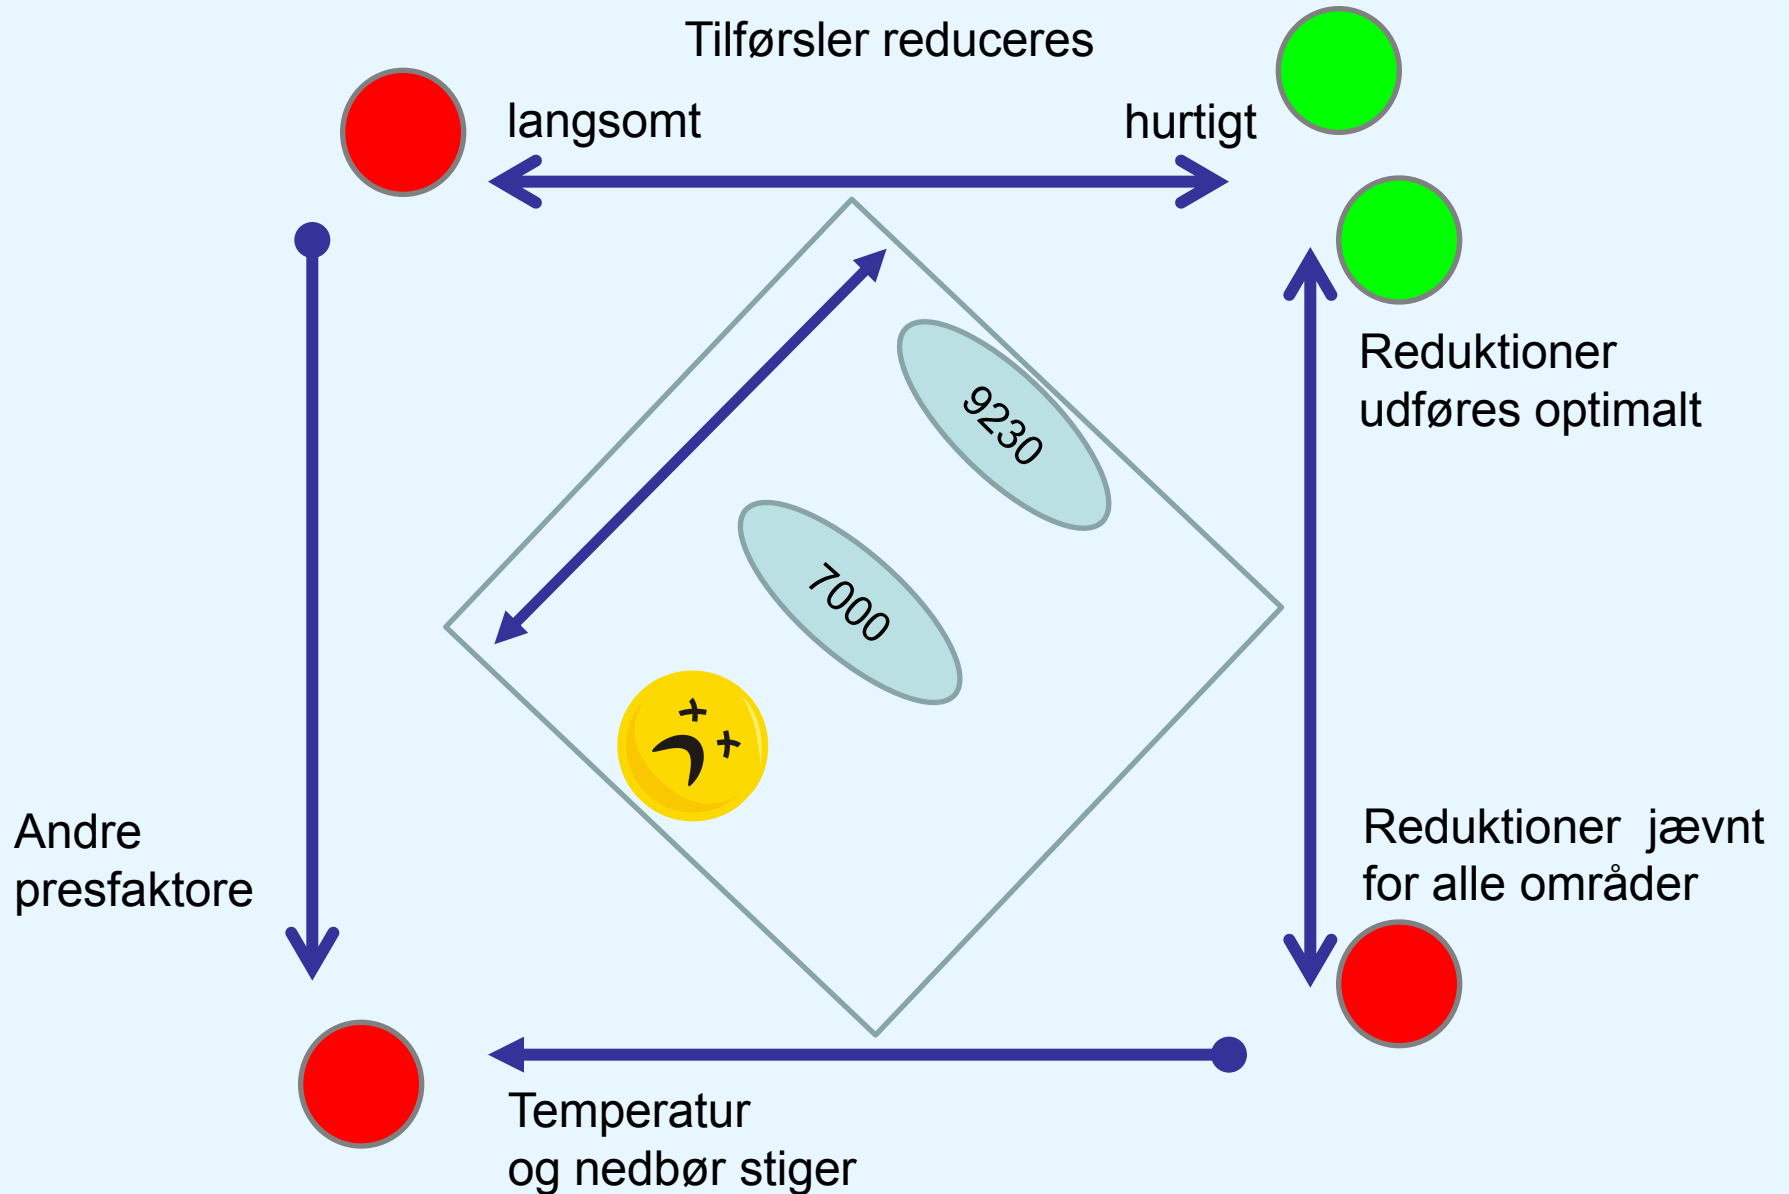 Tilførsler reduceres
langsomt
hurtigt
Reduktioner
udføres optimalt
9230
7000
Andre
presfaktore
Reduktioner  jævnt
for alle områder
Temperatur
og nedbør stiger